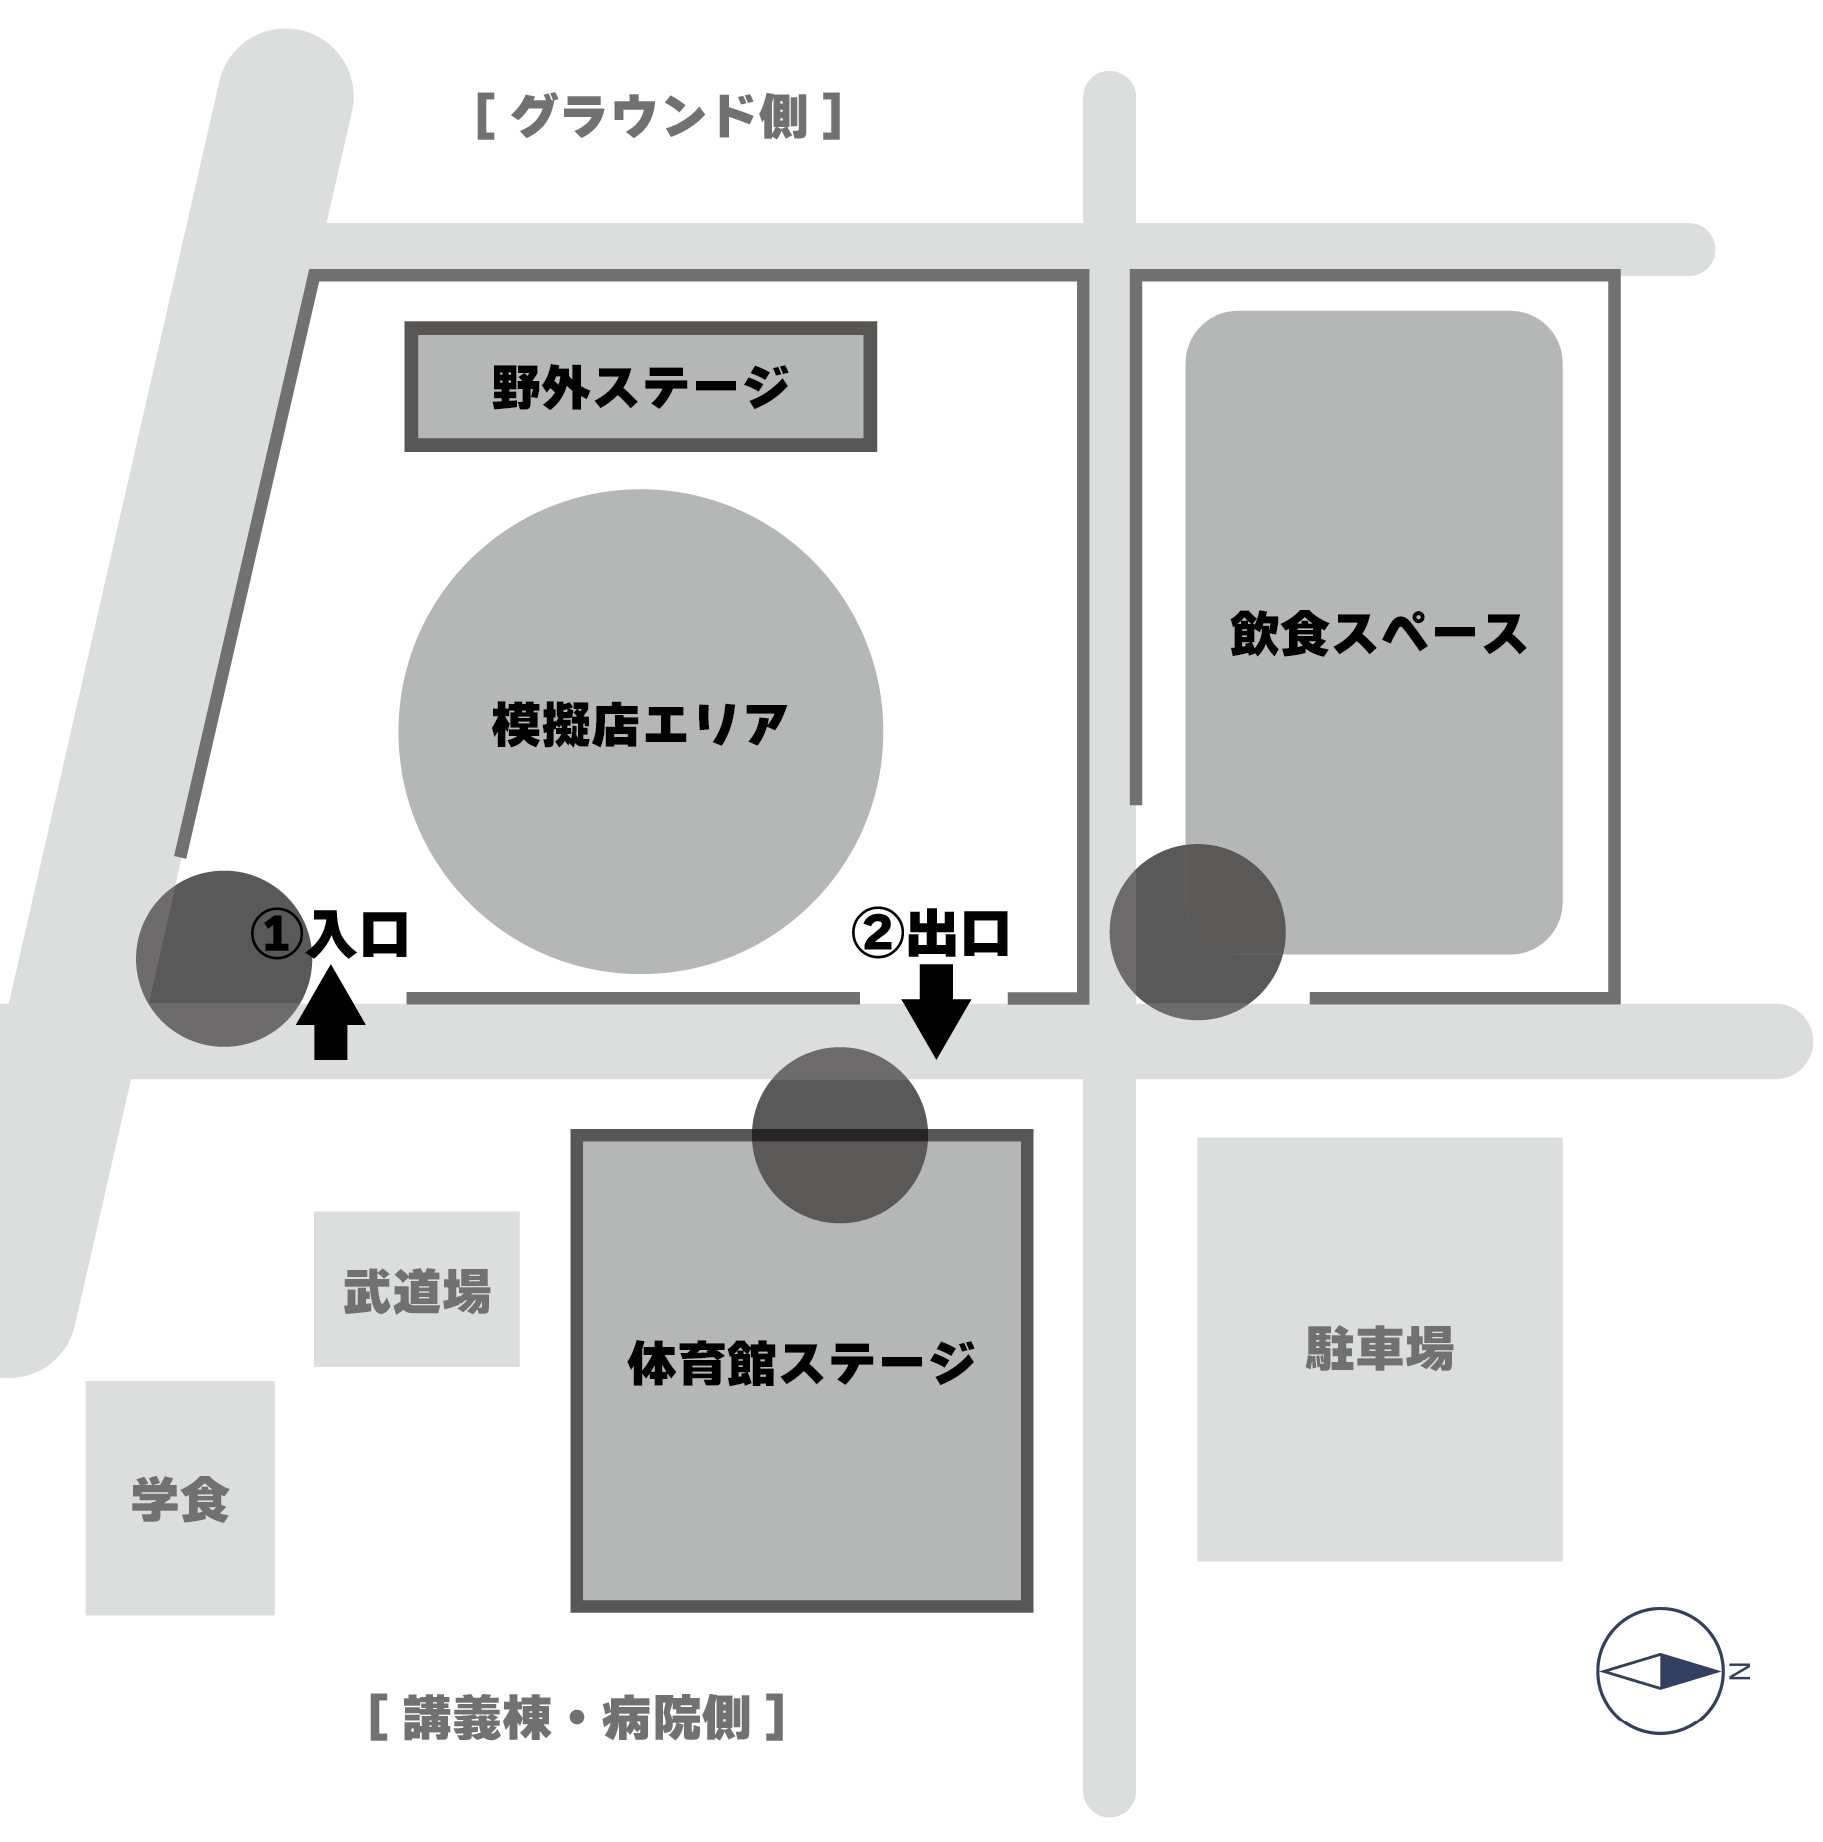 [ グラウンド側 ]
野外ステージ
飲食スペース
模擬店エリア
①入口
②出口
武道場
体育館ステージ
駐車場
学食
N
[ 講義棟・病院側 ]